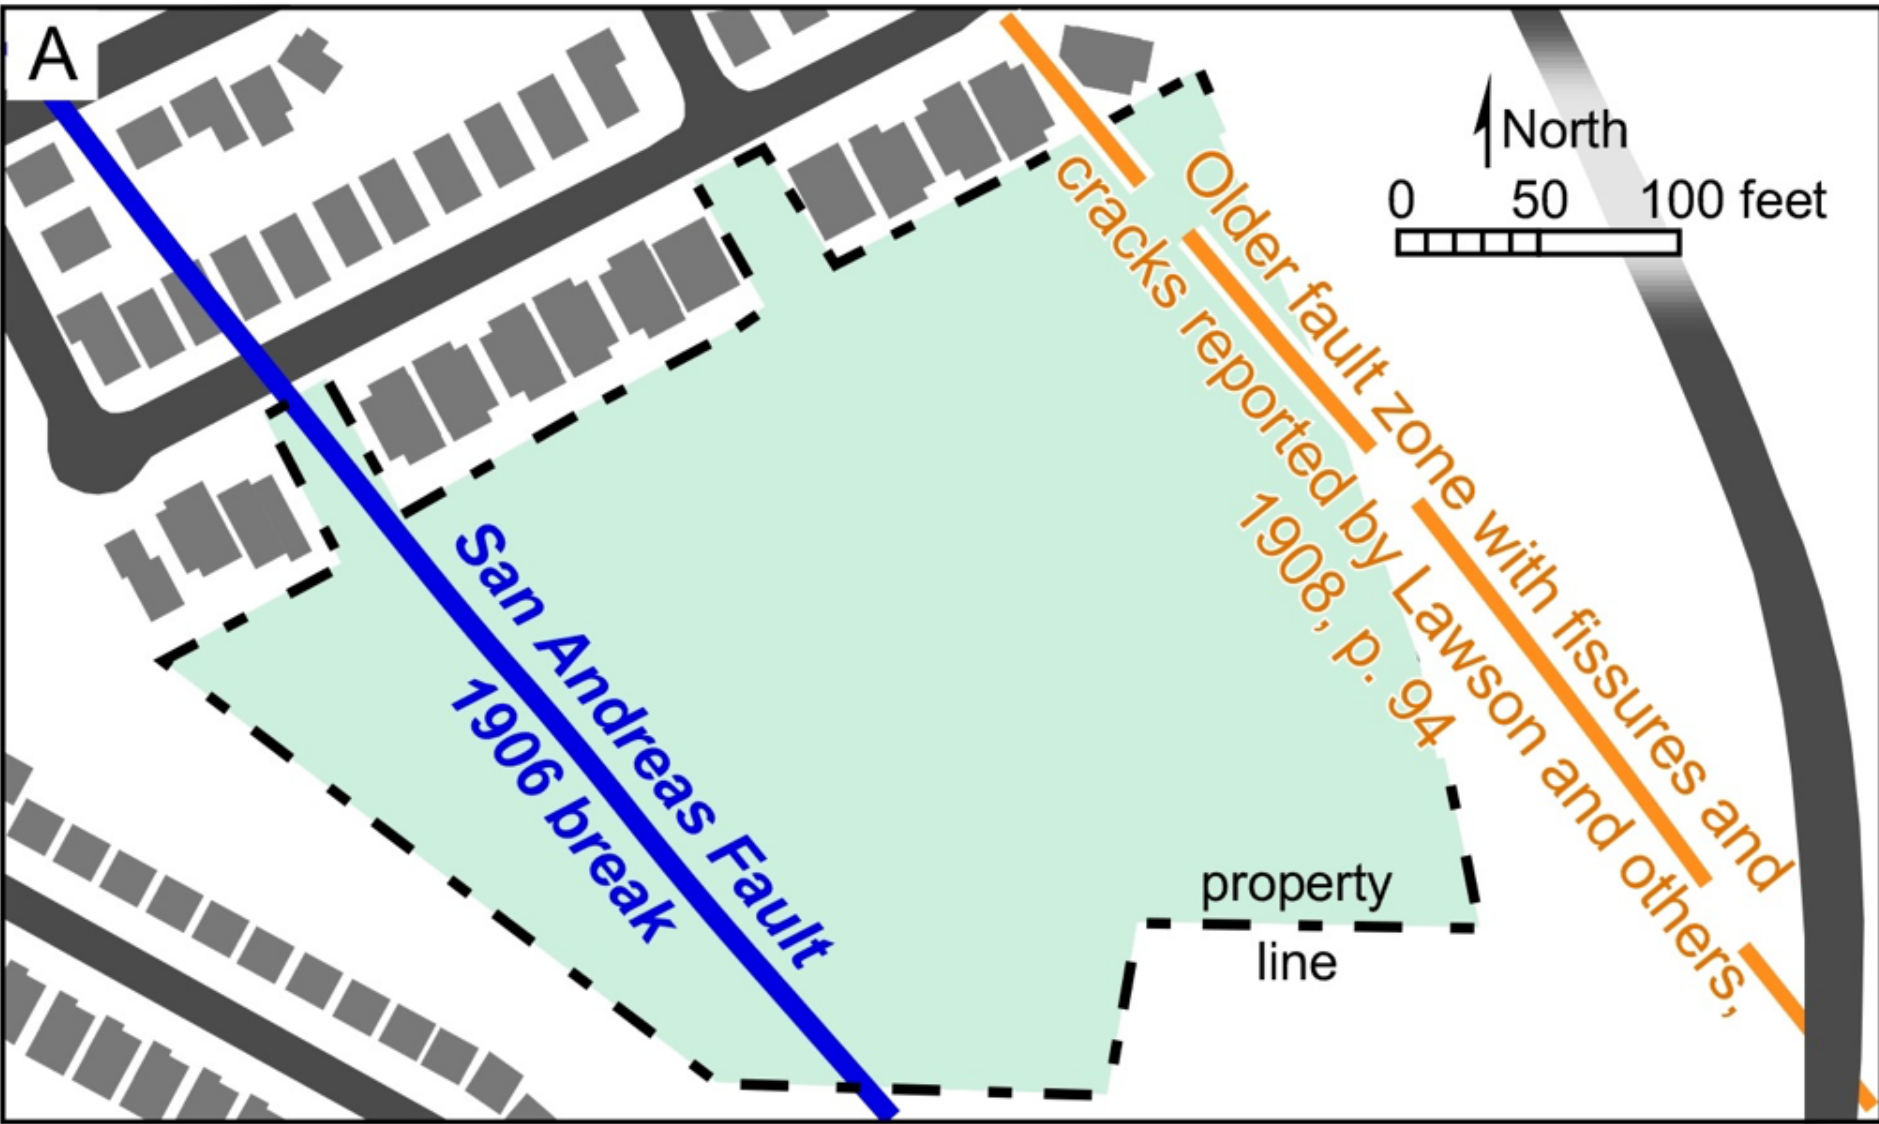 A
North
0 50 100 feet
Older fault zone with fissures and
cracks reported by Lawson and others,
1908, p. 94
San Andreas Fault
1906 break
property
line